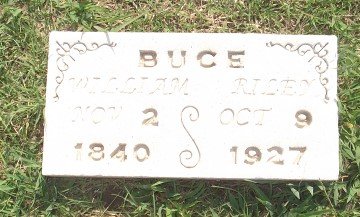 BUCE
WILLIAM RILEY
NOV 2 OCT 9
1840 1927